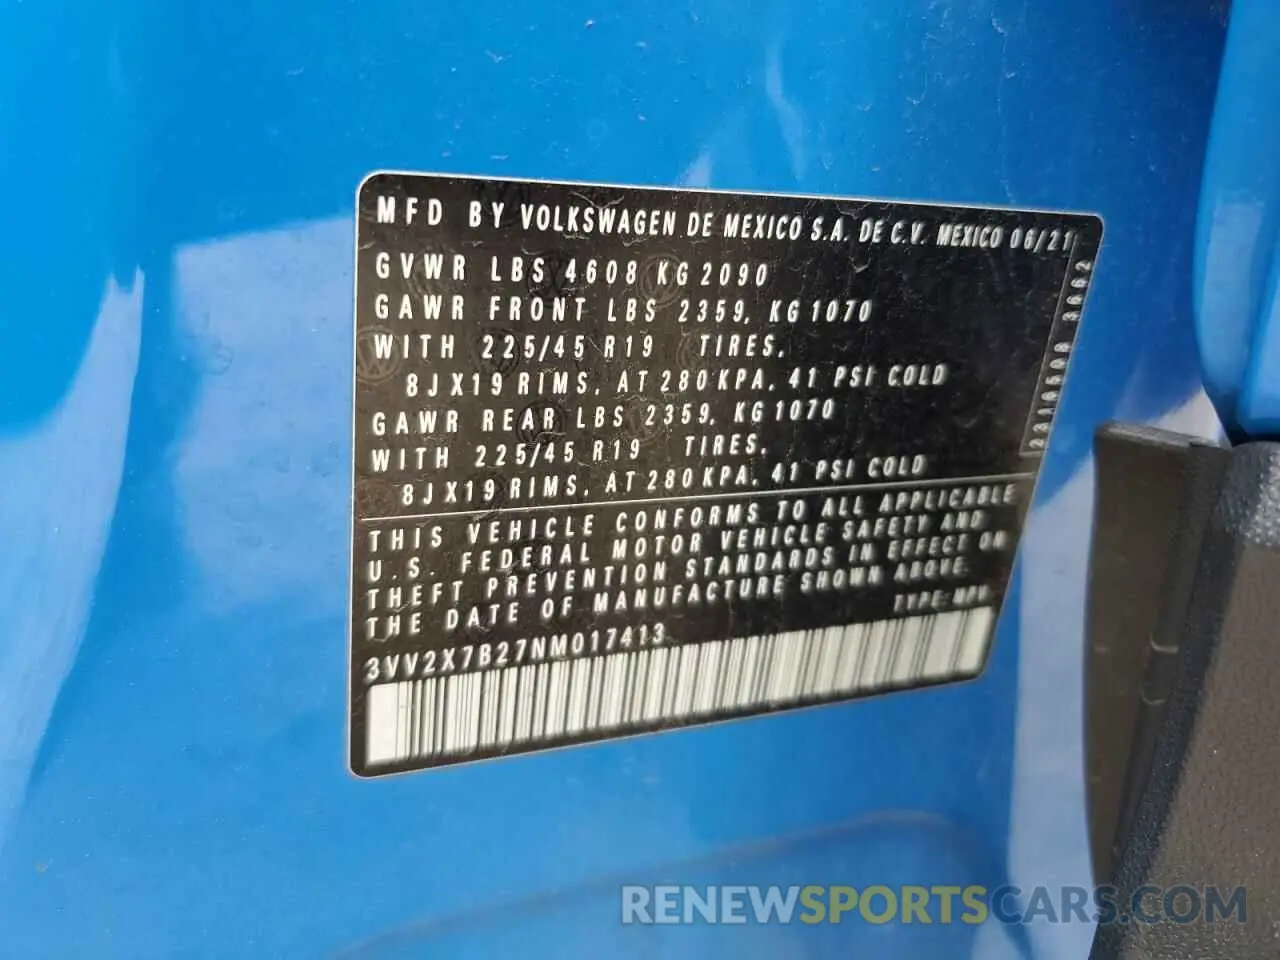 MFD BY VOLKSWAGEN DE MEXICO S.A. DE C.V. MEXICO 06/21
GVWR LBS 4608 KG 2090
GAWR FRONT LBS 2359, KG 1070
WITH 225/45 R19 TIRES,
8JX19 RIMS, AT 280 KPA, 41 PSI COLD
GAWR REAR LBS 2359, KG 1070
WITH 225/45 R19 TIRES,
8JX19 RIMS, AT 280 KPA, 41 PSI COLD
THIS VEHICLE CONFORMS TO ALL APPLICABLE
U.S. FEDERAL MOTOR VEHICLE SAFETY AND
THEFT PREVENTION STANDARDS IN EFFECT ON
THE DATE OF MANUFACTURE SHOWN ABOVE.
TYPE: MPV
3VV2X7B27NM017413
RENEWSPORTSCARS.COM